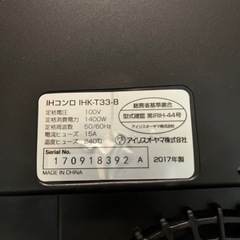 IHコンロ IHK-T33-B
定格電圧 100V
定格消費電力 1400W
定格周波数 50/60Hz
電流ヒューズ 15A
温度ヒューズ 240℃
総務省基準適合
型式確認 第RIH-44号
アイリスオーヤマ株式会社
アイリスオーヤマ株式会社
Serial No.
170918392 A
2017年製
MADE IN CHINA